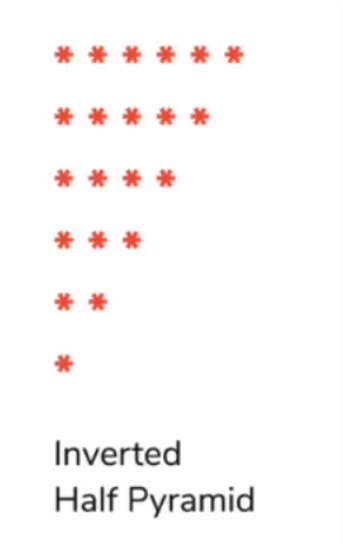 * * * * * *
* * * * *
* * * *
* * *
* *
*
Inverted
Half Pyramid